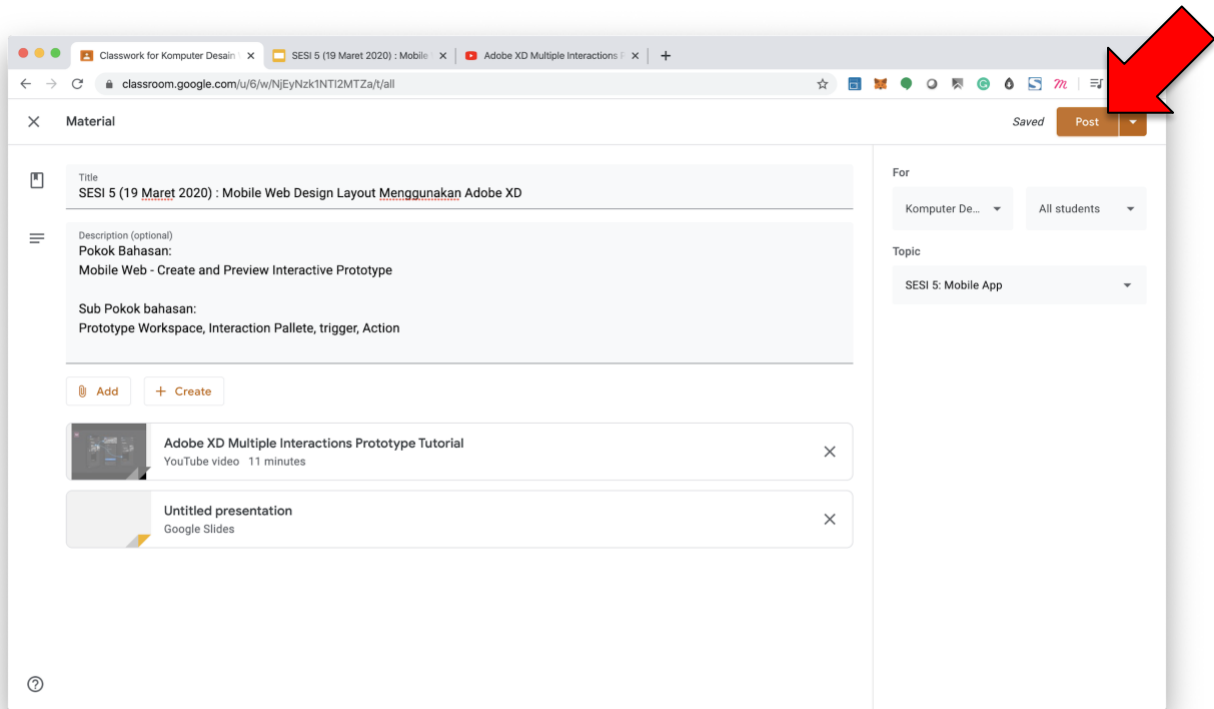 Classwork for Komputer Desain
SESI 5 (19 Maret 2020) : Mobile
Adobe XD Multiple Interactions P
classroom.google.com/u/6/w/NjEyNzk1NTI2MTZa/t/all
Material
Saved
Post
Title
SESI 5 (19 Maret 2020) : Mobile Web Design Layout Menggunakan Adobe XD
Description (optional)
Pokok Bahasan:
Mobile Web - Create and Preview Interactive Prototype
Sub Pokok bahasan:
Prototype Workspace, Interaction Pallete, trigger, Action
Add
+ Create
Adobe XD Multiple Interactions Prototype Tutorial
YouTube video 11 minutes
Untitled presentation
Google Slides
For
Komputer De...
All students
Topic
SESI 5: Mobile App